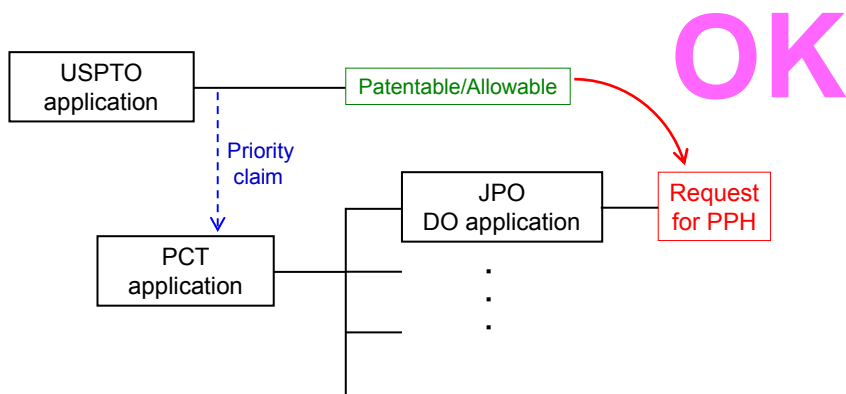 OK
USPTO
application
Patentable/Allowable
Priority
claim
JPO
DO application
Request
for PPH
PCT
application